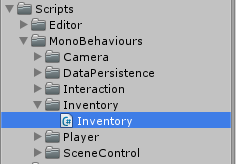 Scripts
Editor
MonoBehaviours
Camera
DataPersistence
Interaction
Inventory
Inventory
Player
SceneControl